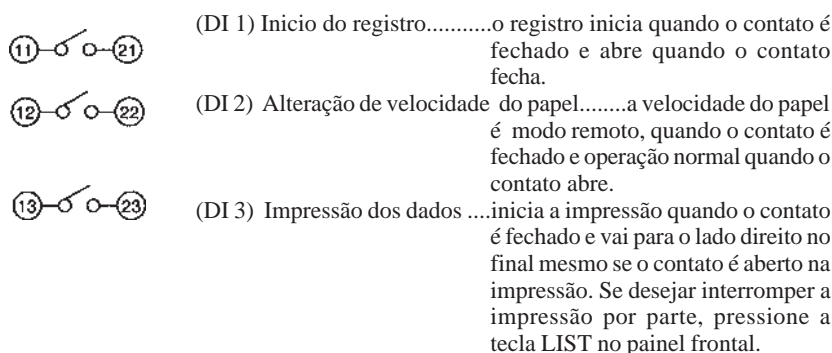 (DI 1) Inicio do registro...........o registro inicia quando o contato é
fechado e abre quando o contato
fecha.
11 21
(DI 2) Alteração de velocidade do papel........a velocidade do papel
é modo remoto, quando o contato é
fechado e operação normal quando o
contato abre.
12 22
(DI 3) Impressão dos dados ....inicia a impressão quando o contato
é fechado e vai para o lado direito no
final mesmo se o contato é aberto na
impressão. Se desejar interromper a
impressão por parte, pressione a
tecla LIST no painel frontal.
13 23